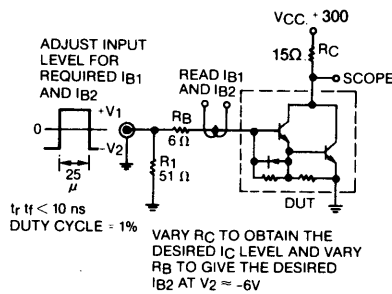 VCC. + 300
15Ω RC
SCOPE
ADJUST INPUT
LEVEL FOR
REQUIRED IB1
AND IB2
READ IB1
AND IB2
+V1
0
-V2
25
μ
RB
6 Ω
R1
51 Ω
DUT
tr tf < 10 ns
DUTY CYCLE = 1%
VARY RC TO OBTAIN THE
DESIRED IC LEVEL AND VARY
RB TO GIVE THE DESIRED
IB2 AT V2 ≈ -6V